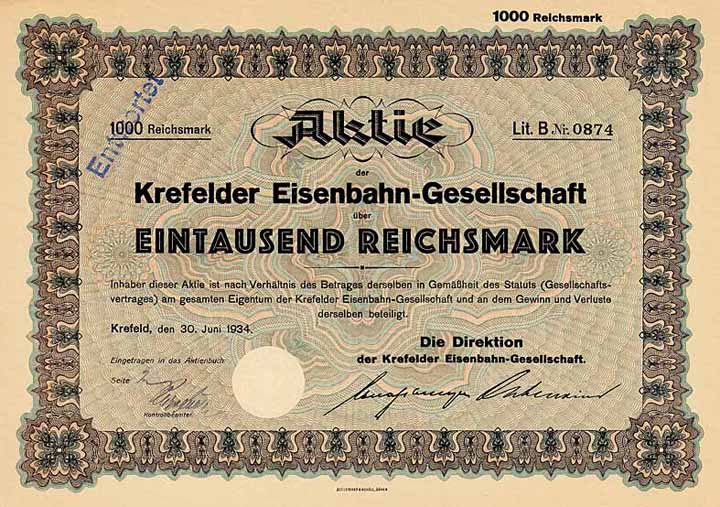 1000 Reichsmark
Entwertet
1000 Reichsmark
Aktie
Lit. B. Nr. 0874
der
Krefelder Eisenbahn-Gesellschaft
über
EINTAUSEND REICHSMARK
Inhaber dieser Aktie ist nach Verhältnis des Betrages derselben in Gemäßheit des Statuts (Gesellschafts-
vertrages) am gesamten Eigentum der Krefelder Eisenbahn-Gesellschaft und an dem Gewinn und Verluste
derselben beteiligt.
Krefeld, den 30. Juni 1934.
Die Direktion
der Krefelder Eisenbahn-Gesellschaft.
Eingetragen in das Aktienbuch
Seite
Kontrollbeamter.